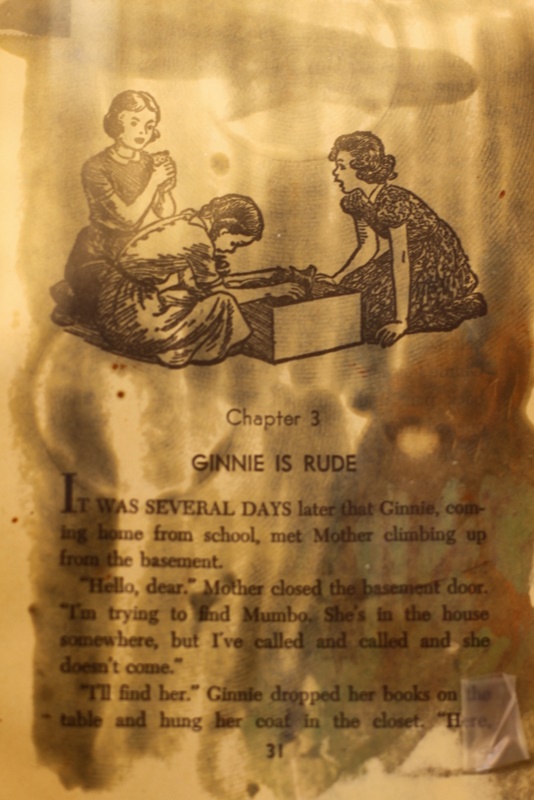 Chapter 3
GINNIE IS RUDE
IT WAS SEVERAL DAYS later that Ginnie, com-
ing home from school, met Mother climbing up
from the basement.
"Hello, dear." Mother closed the basement door.
"I'm trying to find Mumbo. She's in the house
somewhere, but I've called and called and she
doesn't come."
"I'll find her." Ginnie dropped her books on the
table and hung her coat in the closet. "Here,
31